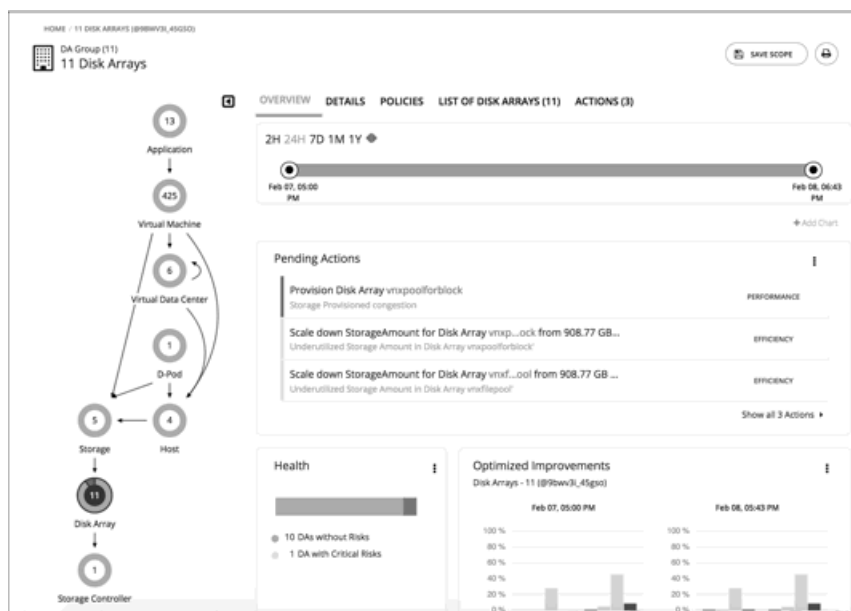 HOME / 11 DISK ARRAYS (@9BWV3I_45GSO)
DA Group (11)
11 Disk Arrays
SAVE SCOPE
OVERVIEW DETAILS POLICIES LIST OF DISK ARRAYS (11) ACTIONS (3)
2H 24H 7D 1M 1Y
Feb 07, 05:00 PM
Feb 08, 06:43 PM
+ Add Chart
13
Application
425
Virtual Machine
6
Virtual Data Center
1
D-Pod
5
Storage
4
Host
11
Disk Array
1
Storage Controller
Pending Actions
Provision Disk Array vnxpoolforblock
Storage Provisioned congestion
PERFORMANCE
Scale down StorageAmount for Disk Array vnxp...ock from 908.77 GB...
Underutilized Storage Amount in Disk Array vnxpoolforblock'
EFFICIENCY
Scale down StorageAmount for Disk Array vnxf...ool from 908.77 GB ...
Underutilized Storage Amount in Disk Array vnxfilepool'
EFFICIENCY
Show all 3 Actions
Health
10 DAs without Risks
1 DA with Critical Risks
Optimized Improvements
Disk Arrays - 11 (@9bwv3i_45gso)
Feb 07, 05:00 PM
100 %
80 %
60 %
40 %
20 %
0 %
Feb 08, 05:43 PM
100 %
80 %
60 %
40 %
20 %
0 %